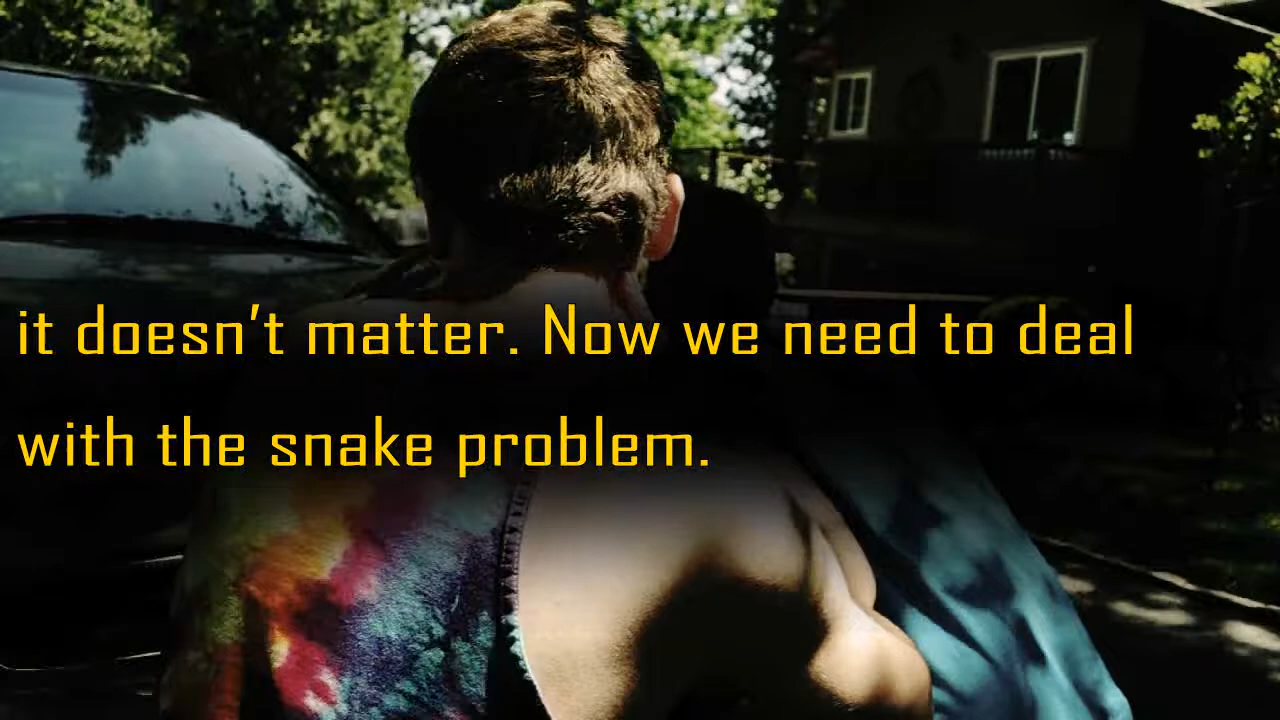 it doesn’t matter. Now we need to deal
with the snake problem.